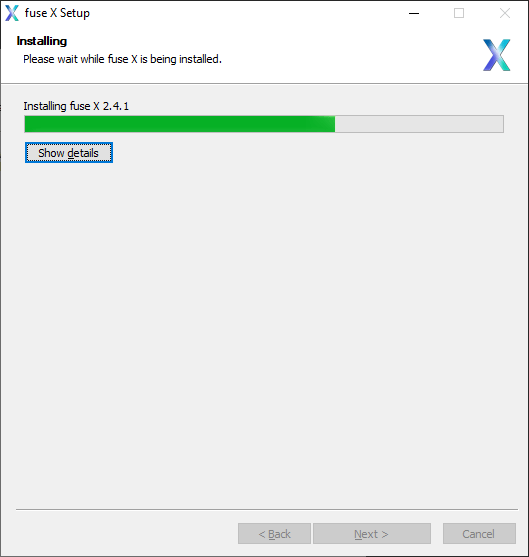 fuse X Setup
Installing
Please wait while fuse X is being installed.
Installing fuse X 2.4.1
Show details
< Back
Next >
Cancel